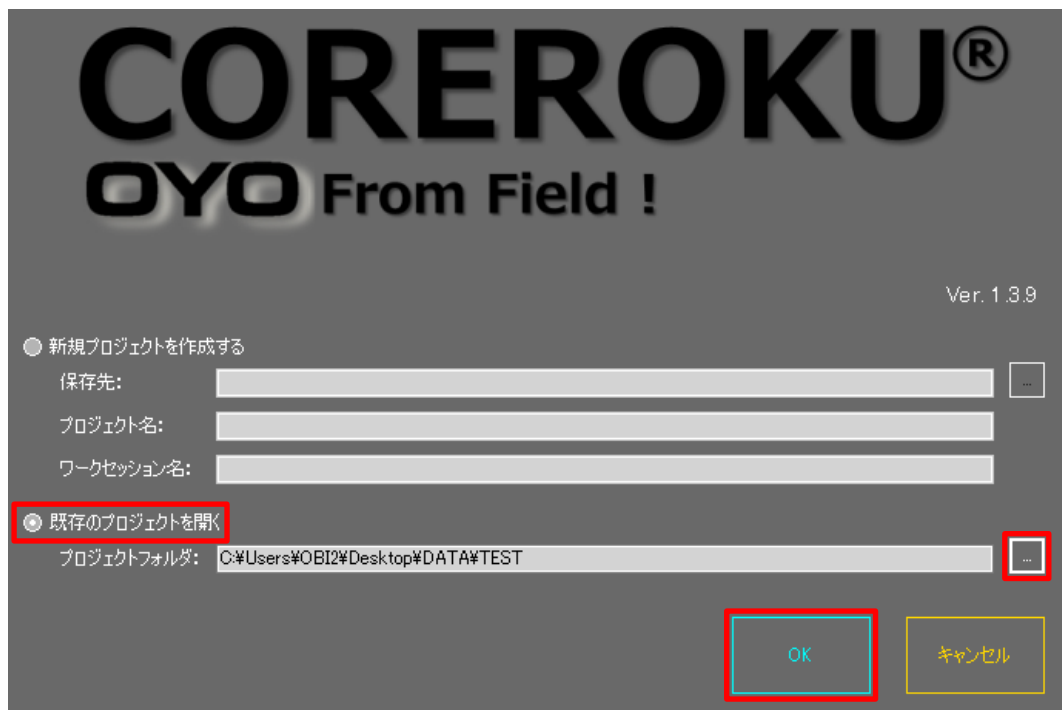 COREROKU®
OYO From Field !
Ver. 1.3.9
新規プロジェクトを作成する
保存先: ...
プロジェクト名:
ワークセッション名:
既存のプロジェクトを開く
プロジェクトフォルダ: C:¥Users¥OBI2¥Desktop¥DATA¥TEST ...
OK キャンセル